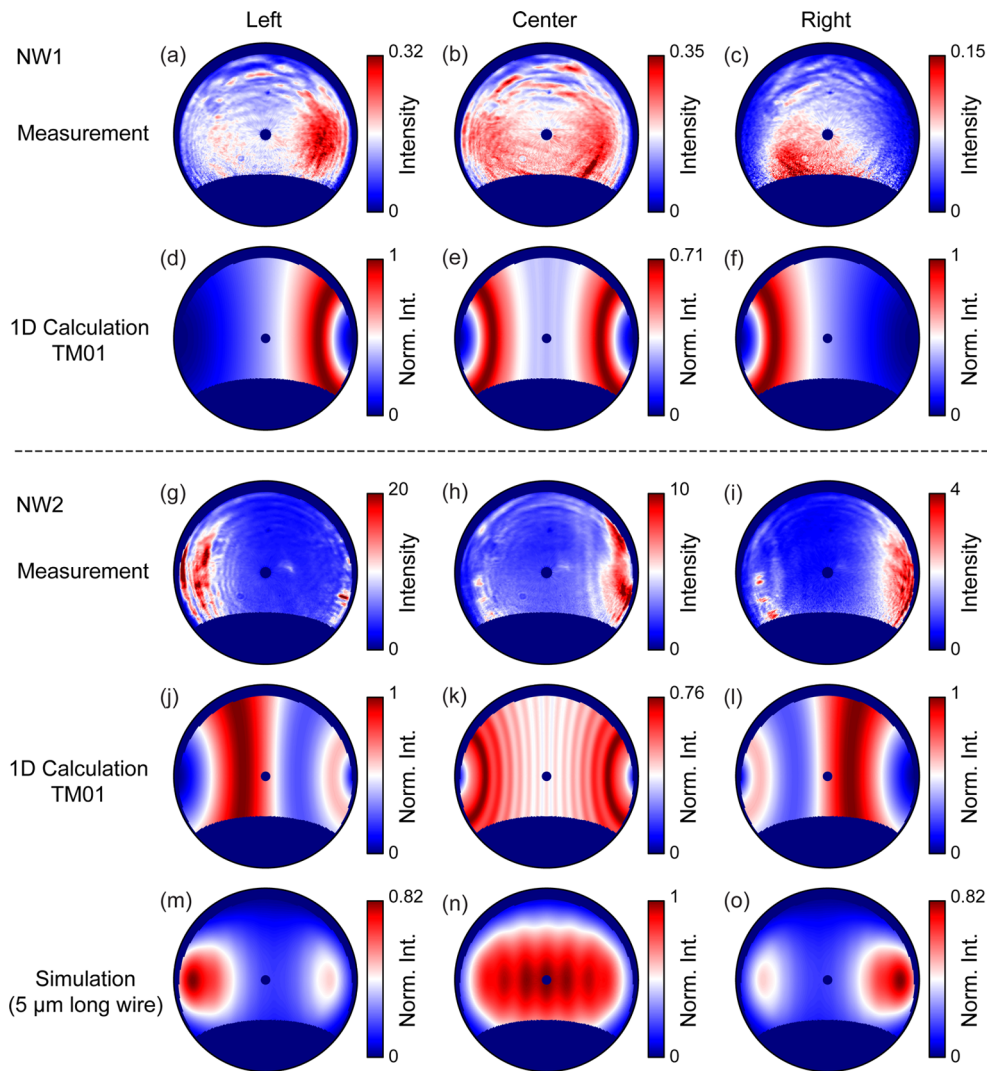 Left Center Right
NW1
(a) 0.32 (b) 0.35 (c) 0.15
Measurement
Intensity Intensity Intensity
0 0 0
(d) 1 (e) 0.71 (f) 1
1D Calculation
TM01
Norm. Int. Norm. Int. Norm. Int.
0 0 0
NW2
(g) 20 (h) 10 (i) 4
Measurement
Intensity Intensity Intensity
0 0 0
(j) 1 (k) 0.76 (l) 1
1D Calculation
TM01
Norm. Int. Norm. Int. Norm. Int.
0 0 0
(m) 0.82 (n) 1 (o) 0.82
Simulation
(5 μm long wire)
Norm. Int. Norm. Int. Norm. Int.
0 0 0